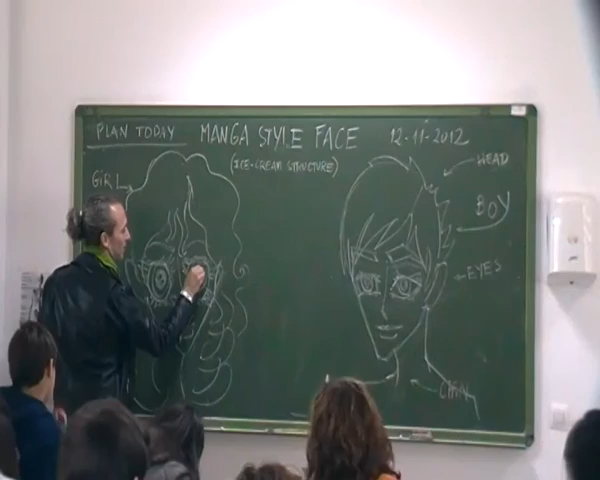 PLAN TODAY
MANGA STYLE FACE
12-11-2012
(ICE-CREAM STRUCTURE)
GIRL
HEAD
BOY
EYES
CHIN